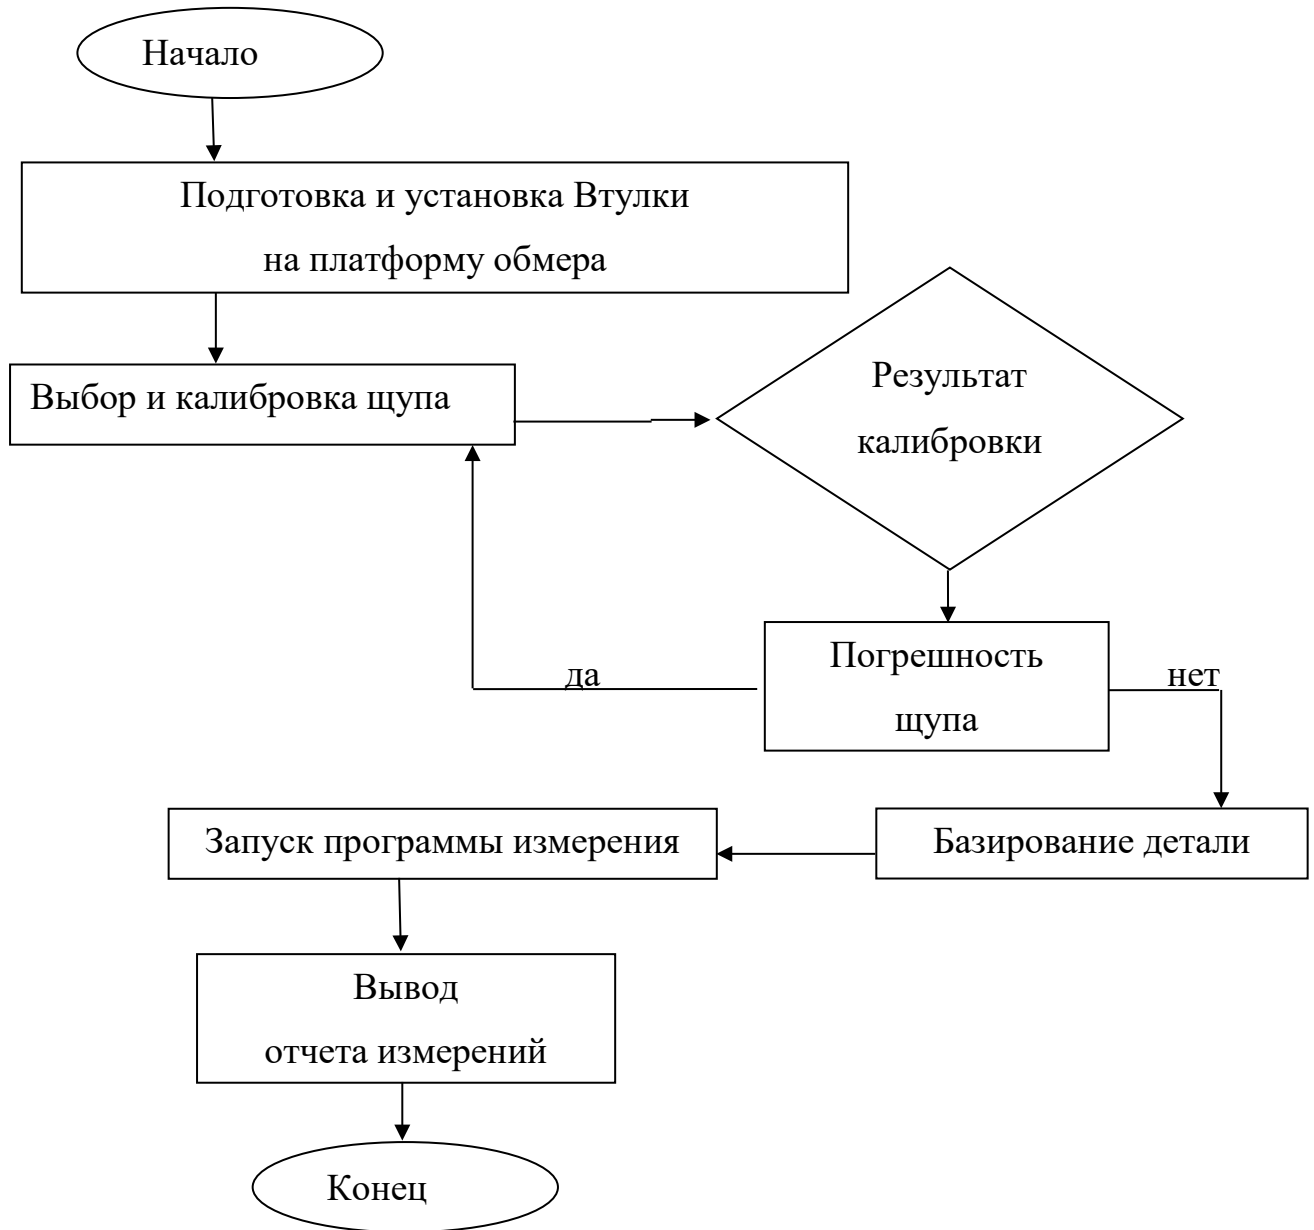 Начало
Подготовка и установка Втулки
на платформу обмера
Выбор и калибровка щупа
Результат
калибровки
Погрешность
щупа
да
нет
Базирование детали
Запуск программы измерения
Вывод
отчета измерений
Конец